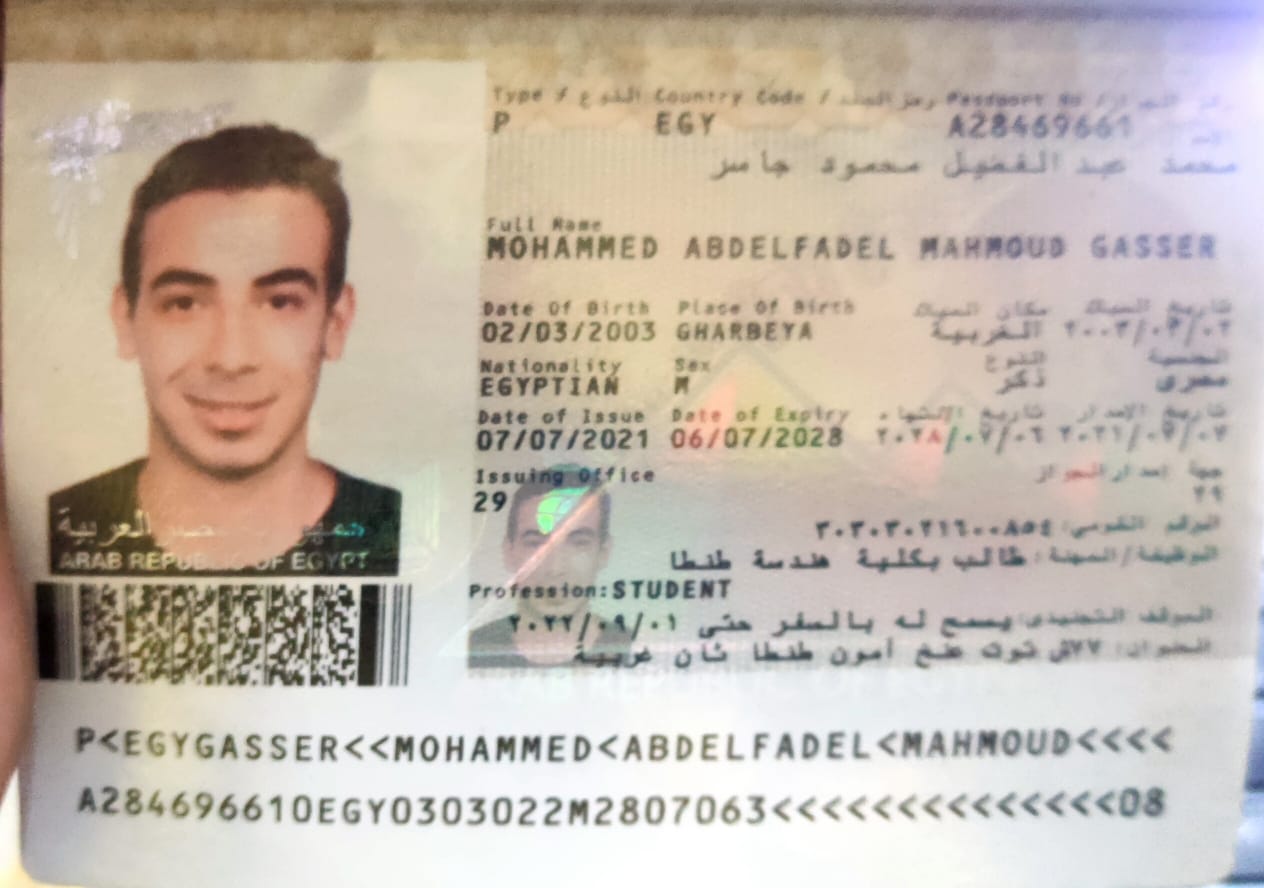 Type / النوع Country Code / رمز البلد Passport No / رقم الجواز
P EGY A28469661
محمد عبد الفضيل محمود جاسر
Full Name
MOHAMMED ABDELFADEL MAHMOUD GASSER
Date Of Birth Place Of Birth مكان الميلاد تاريخ الميلاد
02/03/2003 GHARBEYA الغربية ٢٠٠٣/٠٣/٠٢
Nationality Sex النوع الجنسية
EGYPTIAN M ذكر مصرى
Date of Issue Date of Expiry تاريخ الإنتهاء تاريخ الإصدار
07/07/2021 06/07/2028 ٢٠٢٨/٠٧/٠٦ ٢٠٢١/٠٧/٠٧
Issuing Office جهة إصدار الجواز
29 ٢٩
الرقم القومي: ٣٠٣٠٣٠٢١٦٠٠٨٥٤
الوظيفة/المهنة: طالب بكلية هندسة طنطا
Profession: STUDENT
الموقف التجنيدى: يسمح له بالسفر حتى ٢٠٢٢/٠٩/٠١
العنوان: ٧٧ش توت عنخ أمون طنطا ثان غربية
جمهورية مصر العربية
ARAB REPUBLIC OF EGYPT
P<EGYGASSER<<MOHAMMED<ABDELFADEL<MAHMOUD<<<<
A284696610EGY0303022M2807063<<<<<<<<<<<<<<08